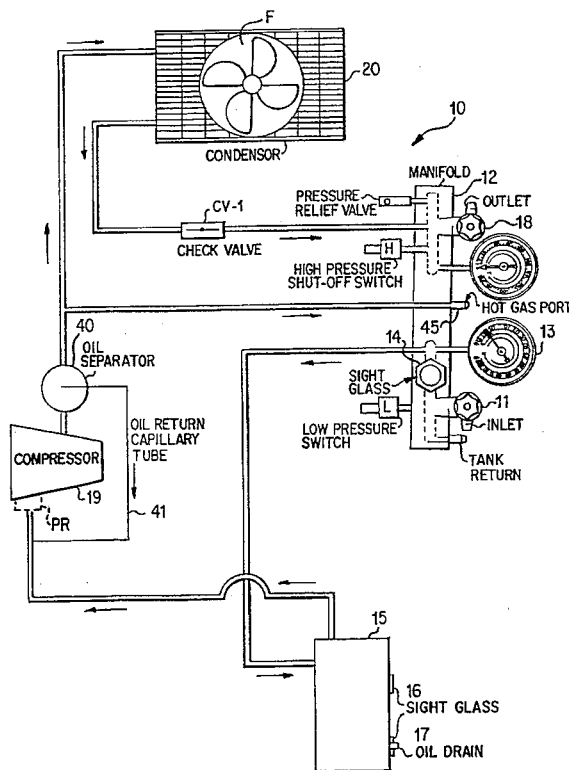 F
20
CONDENSOR
10
MANIFOLD
12
PRESSURE
RELIEF VALVE
OUTLET
18
CV-1
CHECK VALVE
H
HIGH PRESSURE
SHUT-OFF SWITCH
HOT GAS PORT
45
40
OIL
SEPARATOR
14
13
SIGHT
GLASS
L
LOW PRESSURE
SWITCH
11
INLET
TANK
RETURN
OIL RETURN
CAPILLARY
TUBE
COMPRESSOR
19
PR
41
15
16
SIGHT GLASS
17
OIL DRAIN